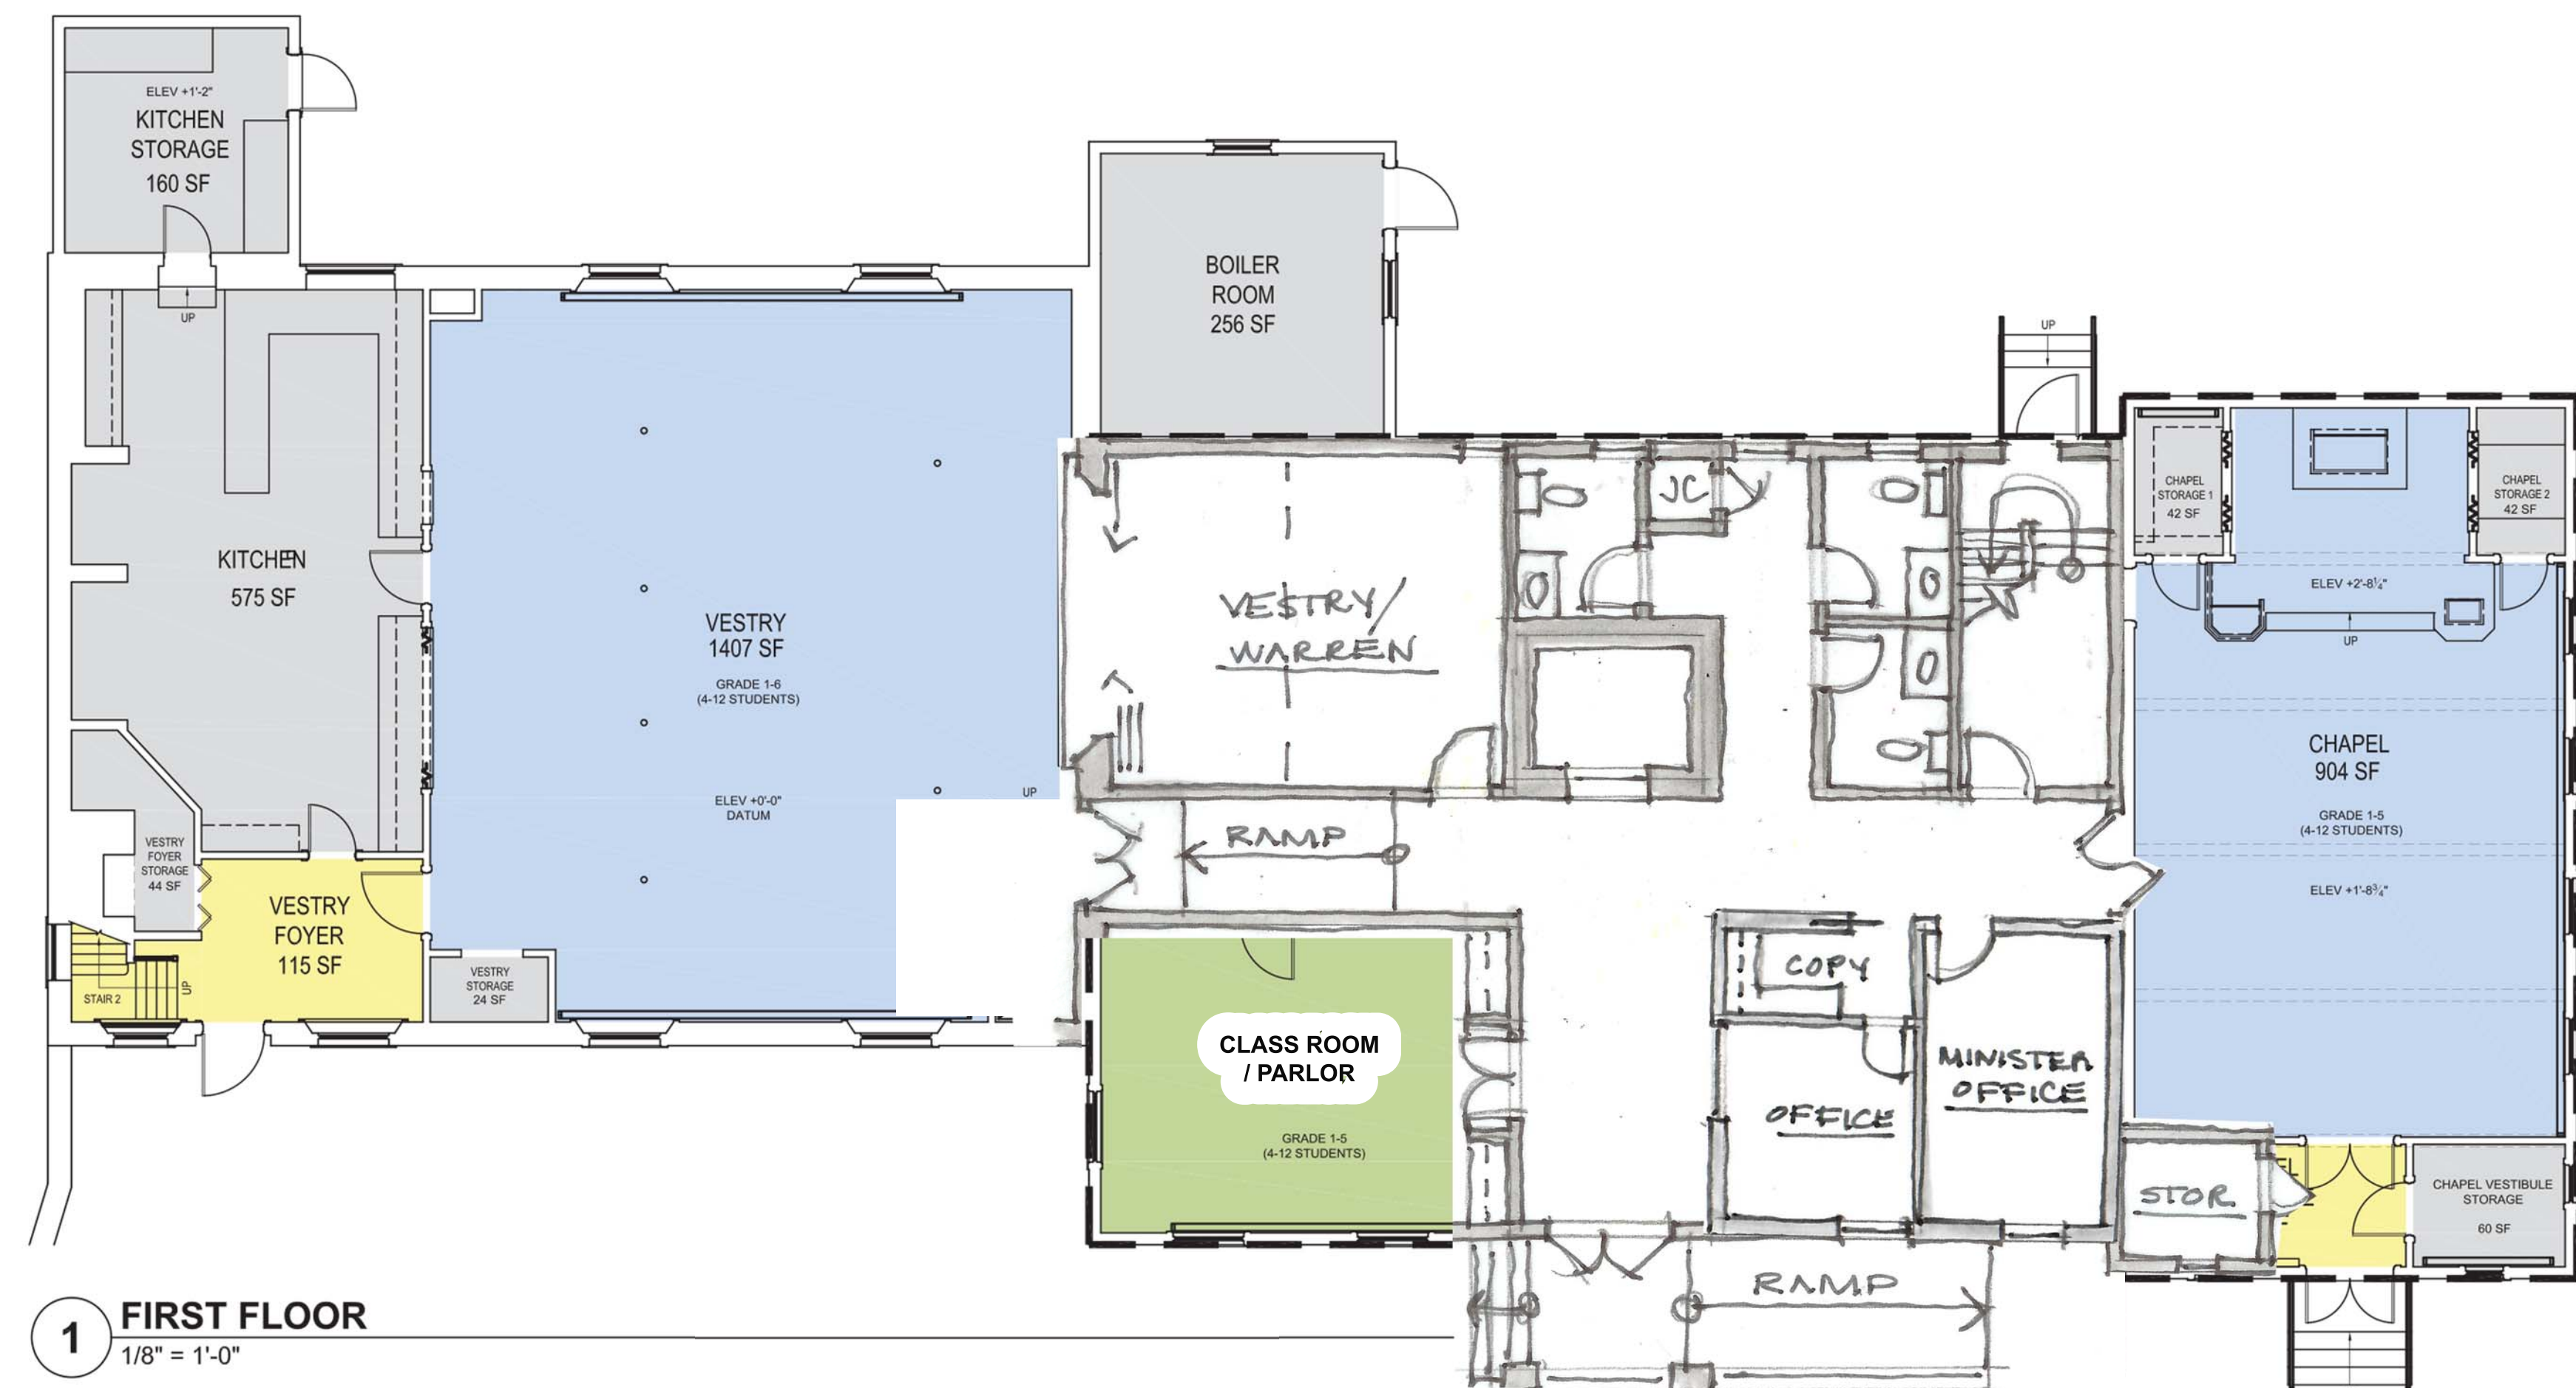 ELEV +1'-2"
KITCHEN
STORAGE
160 SF
UP
KITCHEN
575 SF
VESTRY
FOYER
STORAGE
44 SF
VESTRY
FOYER
115 SF
STAIR 2
UP
VESTRY
STORAGE
24 SF
VESTRY
1407 SF
GRADE 1-6
(4-12 STUDENTS)
ELEV +0'-0"
DATUM
UP
BOILER
ROOM
256 SF
VESTRY/
WARREN
JC
RAMP
CLASS ROOM
/ PARLOR
GRADE 1-5
(4-12 STUDENTS)
COPY
OFFICE
MINISTER
OFFICE
RAMP
UP
CHAPEL
STORAGE 1
42 SF
CHAPEL
STORAGE 2
42 SF
ELEV +2'-8¼"
UP
CHAPEL
904 SF
GRADE 1-5
(4-12 STUDENTS)
ELEV +1'-8¾"
STOR.
CHAPEL VESTIBULE
STORAGE
60 SF
1
FIRST FLOOR
1/8" = 1'-0"